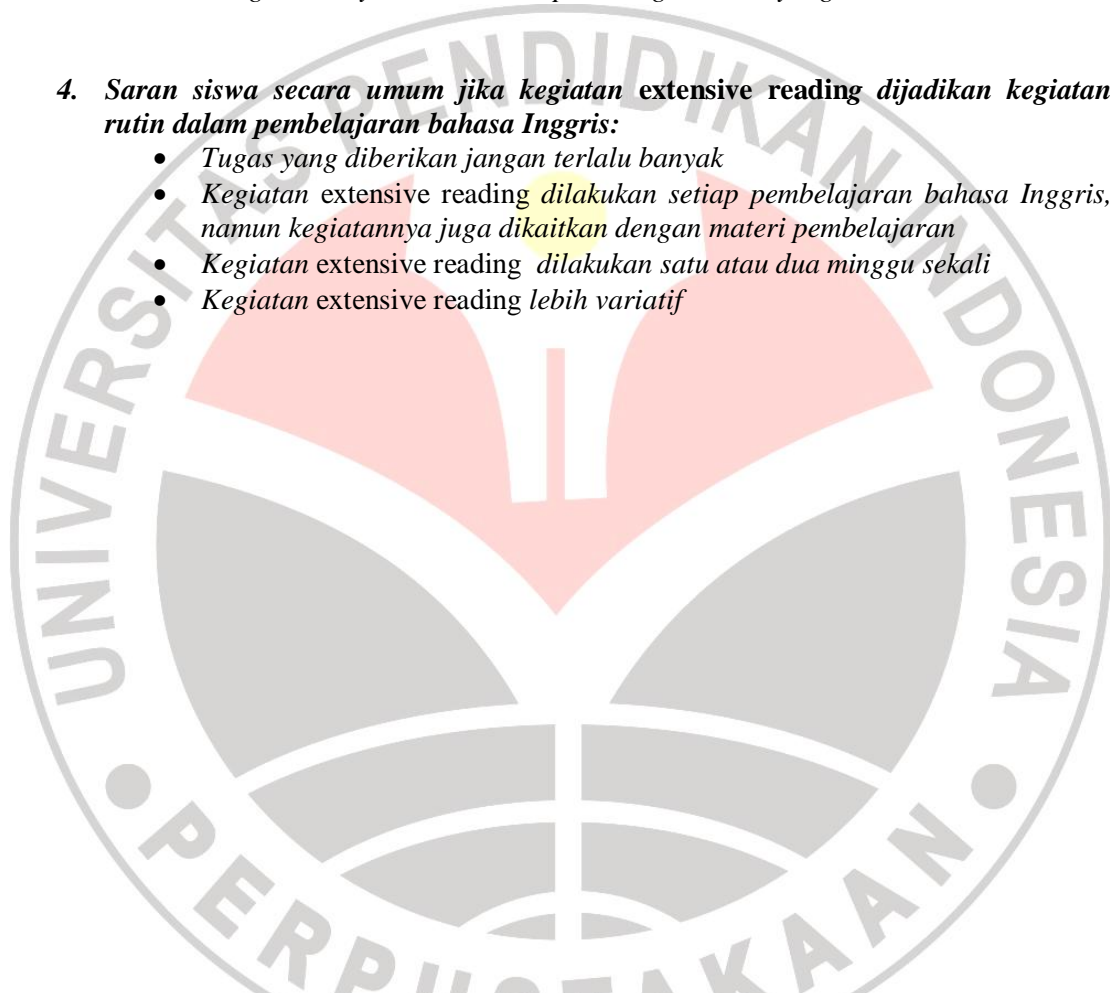 4. Saran siswa secara umum jika kegiatan extensive reading dijadikan kegiatan
rutin dalam pembelajaran bahasa Inggris:
• Tugas yang diberikan jangan terlalu banyak
• Kegiatan extensive reading dilakukan setiap pembelajaran bahasa Inggris,
namun kegiatannya juga dikaitkan dengan materi pembelajaran
• Kegiatan extensive reading dilakukan satu atau dua minggu sekali
• Kegiatan extensive reading lebih variatif
UNIVERSITAS PENDIDIKAN INDONESIA
PERPUSTAKAAN